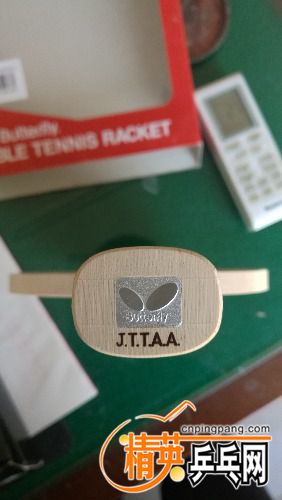 Butterfly
BLE TENNIS RACKET
Butterfly
J.T.T.A.A.
cnpingpang.com
精英乒乓网